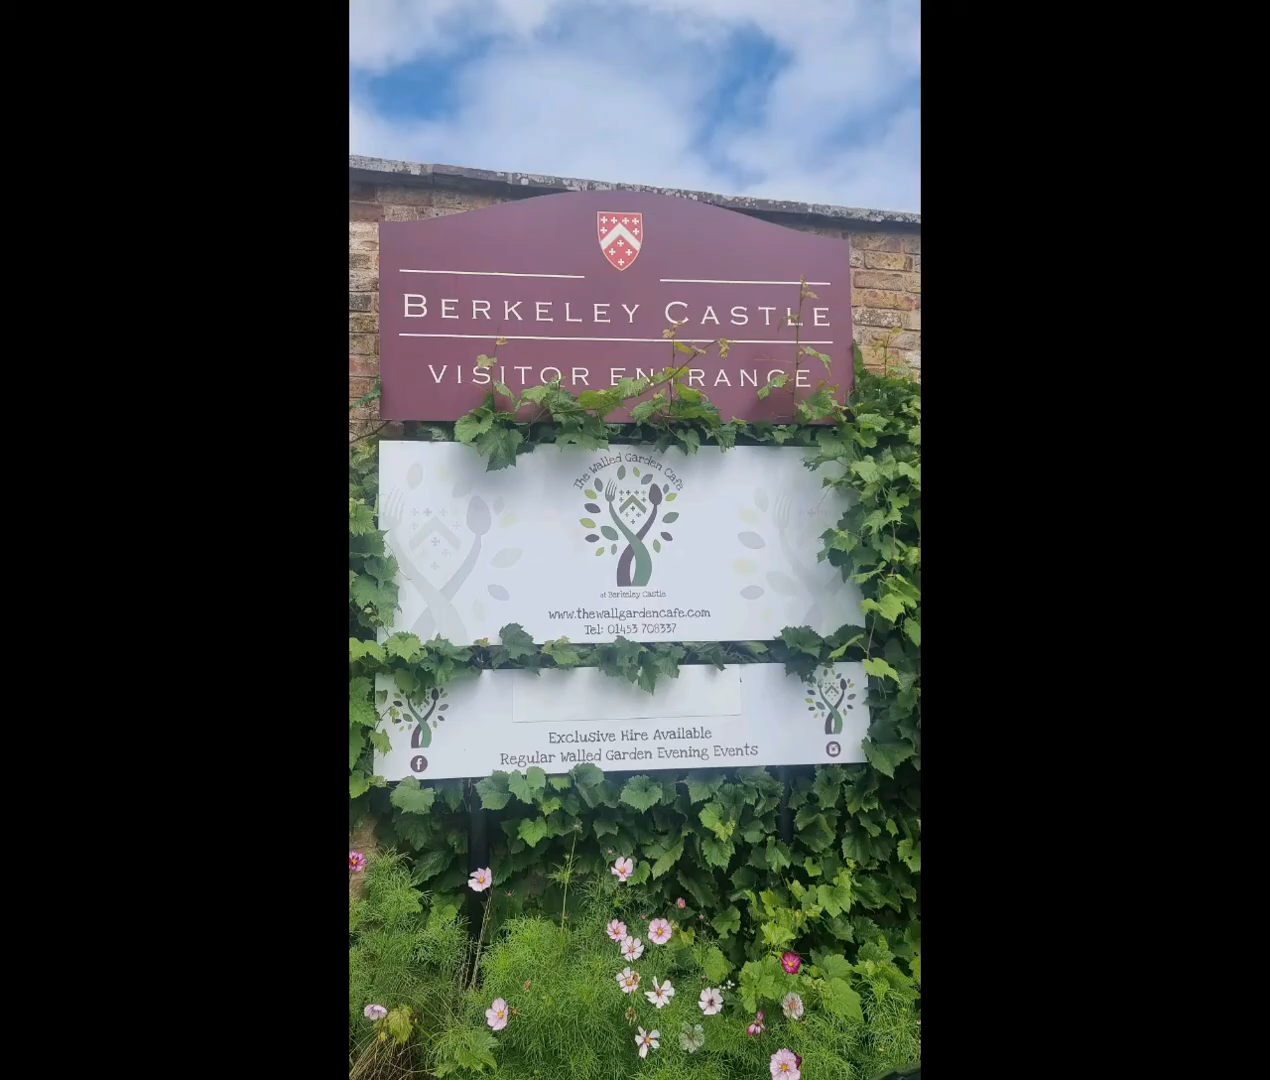 BERKELEY CASTLE
VISITOR ENTRANCE
The Walled Garden Cafe
at Berkeley Castle
www.thewallgardencafe.com
Tel: 01453 708337
Exclusive Hire Available
Regular Walled Garden Evening Events